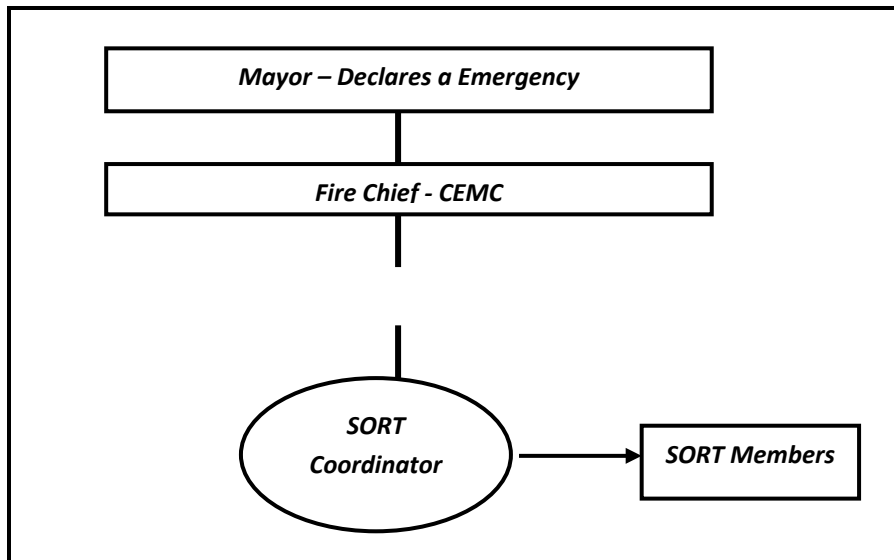 Mayor – Declares a Emergency
Fire Chief - CEMC
SORT
Coordinator
SORT Members